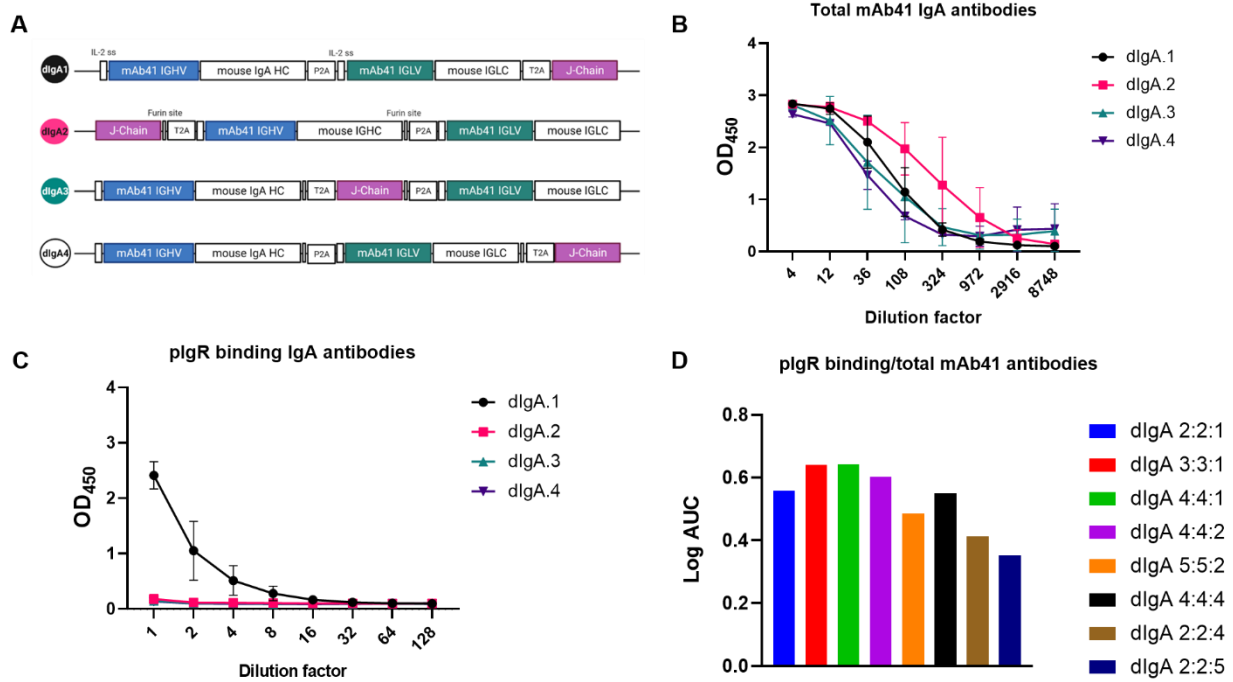 A
IL-2 ss
IL-2 ss
dIgA1
mAb41 IGHV
mouse IgA HC
P2A
mAb41 IGLV
mouse IGLC
T2A
J-Chain
Furin site
Furin site
dIgA2
J-Chain
T2A
mAb41 IGHV
mouse IGHC
P2A
mAb41 IGLV
mouse IGLC
dIgA3
mAb41 IGHV
mouse IgA HC
T2A
J-Chain
P2A
mAb41 IGLV
mouse IGLC
dIgA4
mAb41 IGHV
mouse IgA HC
P2A
mAb41 IGLV
mouse IGLC
T2A
J-Chain
B
Total mAb41 IgA antibodies
OD450
4
3
2
1
0
4 12 36 108 324 972 2916 8748
Dilution factor
dIgA.1
dIgA.2
dIgA.3
dIgA.4
C
pIgR binding IgA antibodies
OD450
4
3
2
1
0
1 2 4 8 16 32 64 128
Dilution factor
dIgA.1
dIgA.2
dIgA.3
dIgA.4
D
pIgR binding/total mAb41 antibodies
Log AUC
0.8
0.6
0.4
0.2
0.0
dIgA 2:2:1
dIgA 3:3:1
dIgA 4:4:1
dIgA 4:4:2
dIgA 5:5:2
dIgA 4:4:4
dIgA 2:2:4
dIgA 2:2:5